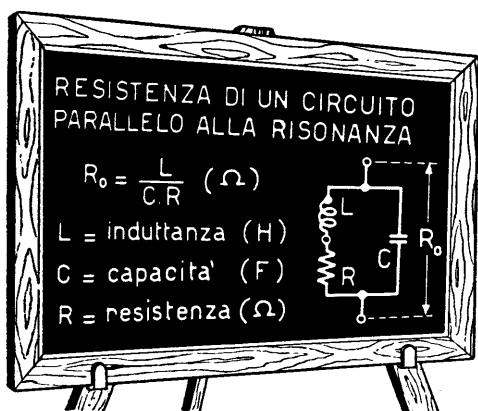 RESISTENZA DI UN CIRCUITO
PARALLELO ALLA RISONANZA
R₀ = L / C.R (Ω)
L = induttanza (H)
C = capacita' (F)
R = resistenza (Ω)
L
R
C
R₀